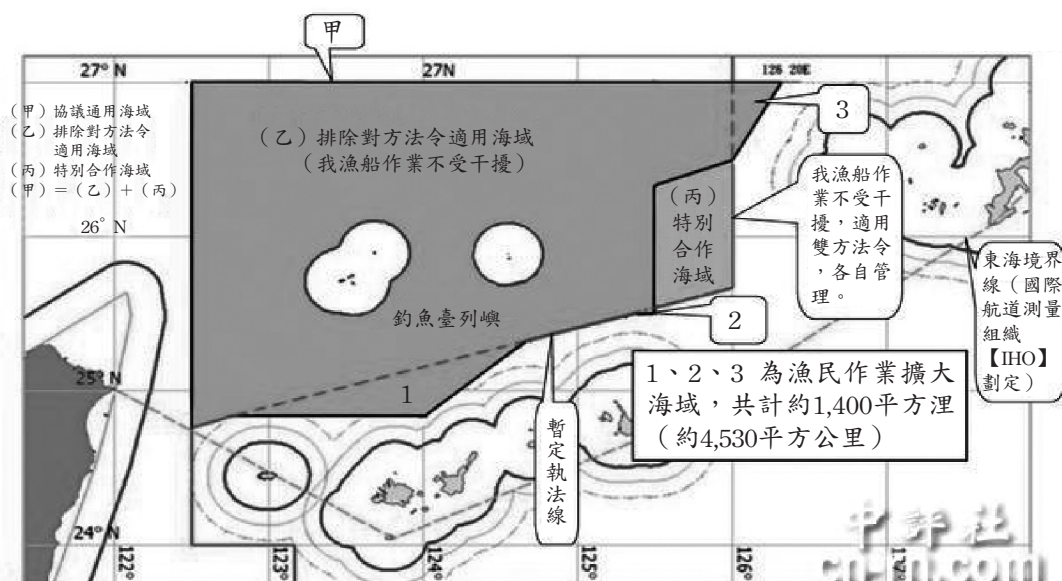 甲
27° N
27N
126 20E
(甲) 協議適用海域
(乙) 排除對方法令
適用海域
(丙) 特別合作海域
(甲) = (乙) + (丙)
(乙) 排除對方法令適用海域
(我漁船作業不受干擾)
3
(丙)
特別
合作
海域
我漁船作
業不受干
擾，適用
雙方法令
，各自管
理。
26° N
東海境界
線（國際
航道測量
組織
【IHO】
劃定）
釣魚臺列嶼
2
25° N
1
1、2、3 為漁民作業擴大
海域，共計約1,400平方浬
（約4,530平方公里）
暫定執法線
24° N
122°
123°
124°
125°
126°
中評社
cn-tn.com